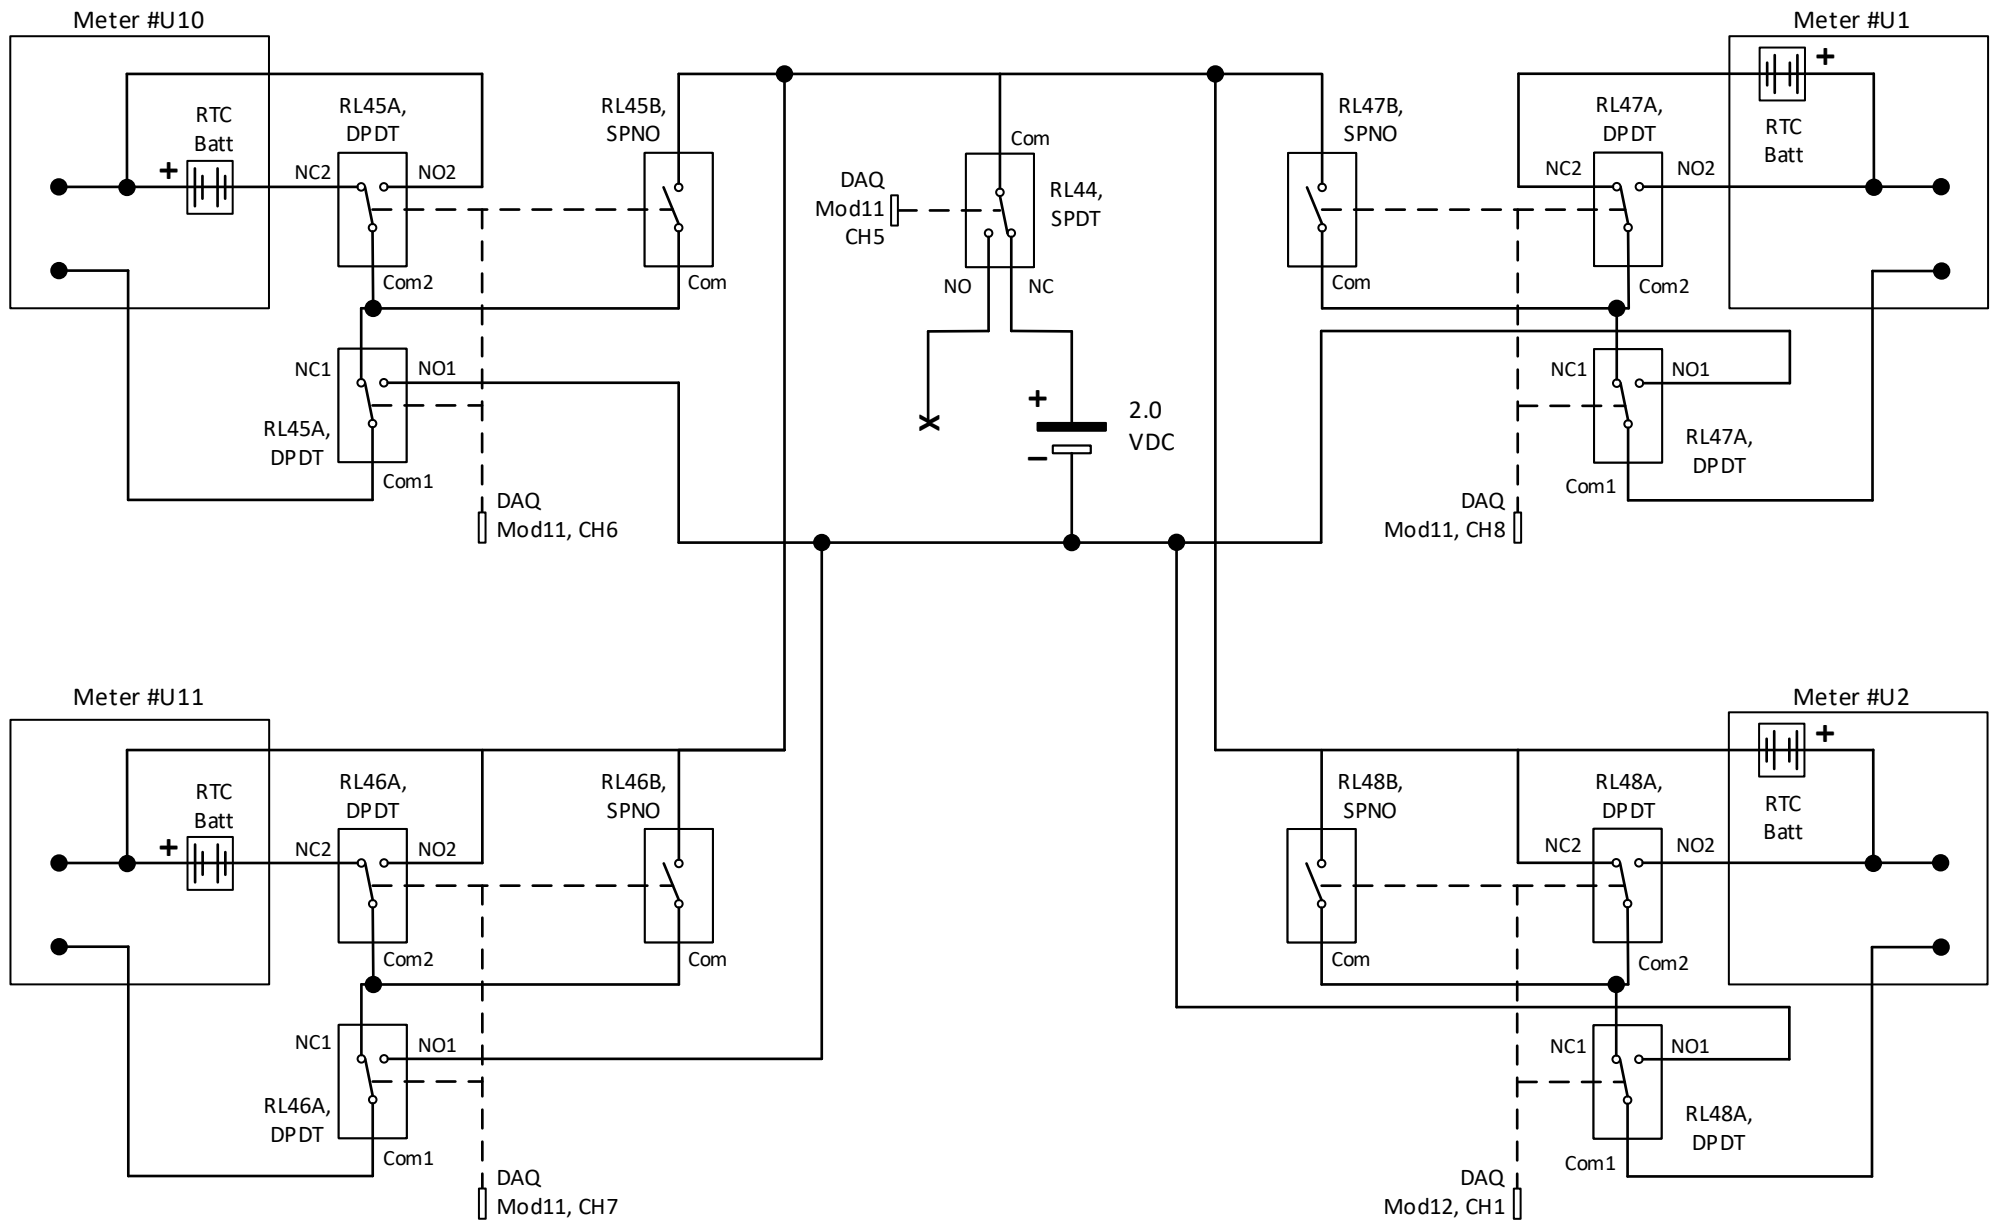 Meter #U10
Meter #U1
RTC
Batt
+
RL45A,
DPDT
NC2
NO2
Com2
RL45B,
SPNO
Com
NC1
NO1
RL45A,
DPDT
Com1
DAQ
Mod11, CH6
Com
DAQ
Mod11
CH5
RL44,
SPDT
NO
NC
+
−
2.0
VDC
RL47B,
SPNO
Com
RL47A,
DPDT
NC2
NO2
Com2
+
RTC
Batt
NC1
NO1
RL47A,
DPDT
Com1
DAQ
Mod11, CH8
Meter #U11
Meter #U2
RTC
Batt
+
RL46A,
DPDT
NC2
NO2
Com2
RL46B,
SPNO
Com
NC1
NO1
RL46A,
DPDT
Com1
DAQ
Mod11, CH7
RL48B,
SPNO
Com
RL48A,
DPDT
NC2
NO2
Com2
+
RTC
Batt
NC1
NO1
RL48A,
DPDT
Com1
DAQ
Mod12, CH1